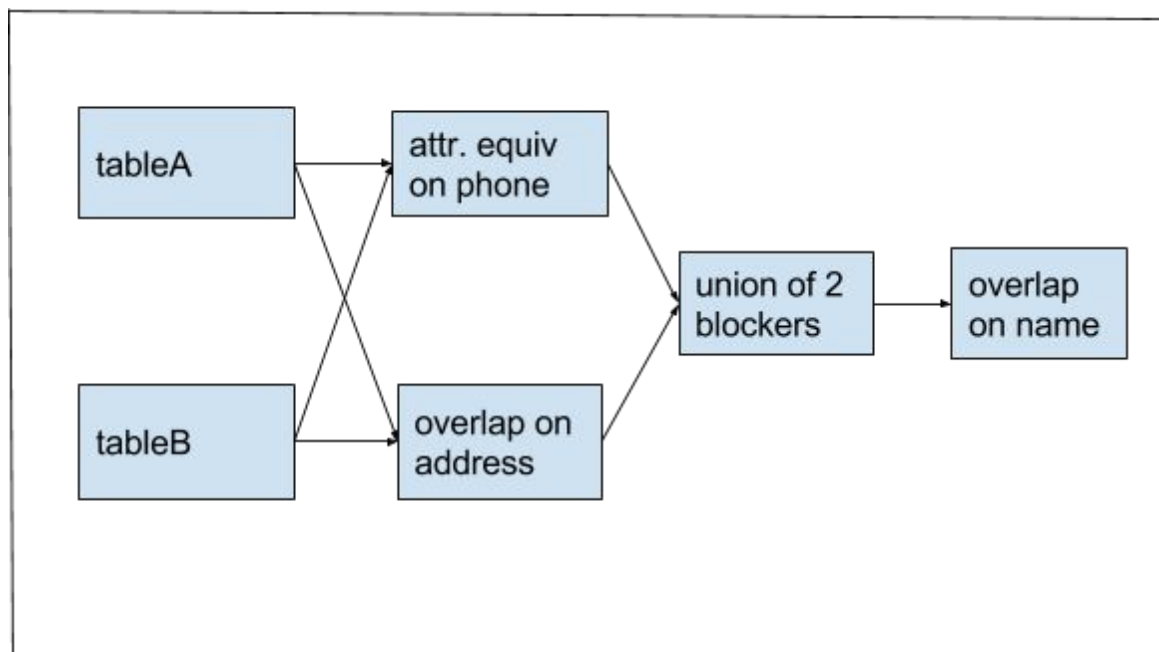 tableA
attr. equiv
on phone
union of 2
blockers
overlap
on name
tableB
overlap on
address